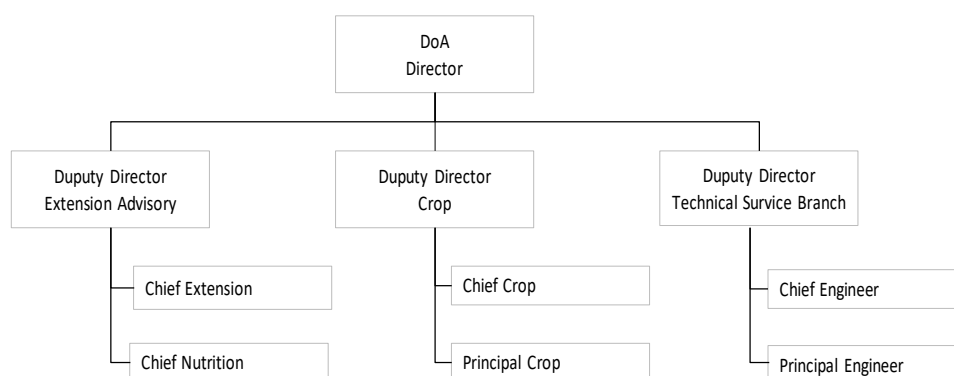 DoA
Director
Duputy Director
Extension Advisory
Duputy Director
Crop
Duputy Director
Technical Survice Branch
Chief Extension
Chief Crop
Chief Engineer
Chief Nutrition
Principal Crop
Principal Engineer